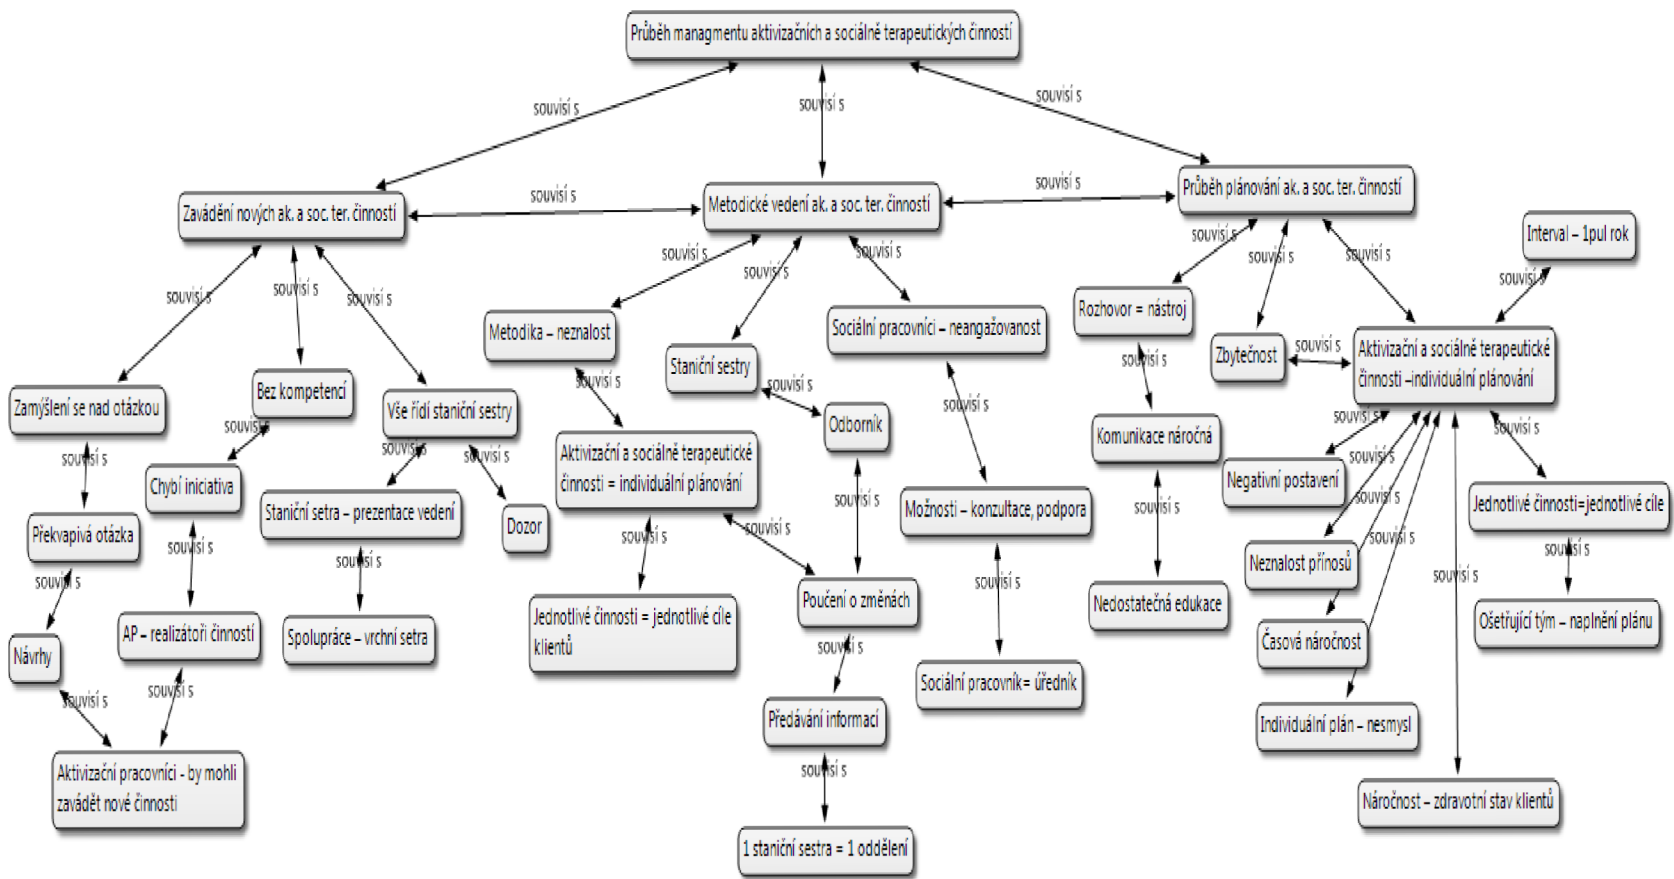 Průběh managmentu aktivizačních a sociálně terapeutických činností
souvisí s
souvisí s
souvisí s
Zavádění nových ak. a soc. ter. činností
souvisí s
Metodické vedení ak. a soc. ter. činností
souvisí s
Průběh plánování ak. a soc. ter. činností
Interval – 1pul rok
souvisí s
souvisí s
souvisí s
souvisí s
souvisí s
souvisí s
souvisí s
souvisí s
souvisí s
souvisí s
Metodika – neznalost
Sociální pracovníci – neangažovanost
Rozhovor = nástroj
Staniční sestry
Zbytečnost
souvisí s
Aktivizační a sociálně terapeutické
činnosti –individuální plánování
Zamýšlení se nad otázkou
Bez kompetencí
Vše řídí staniční sestry
souvisí s
souvisí s
Odborník
souvisí s
souvisí s
Komunikace náročná
souvisí s
souvisí s
souvisí s
souvisí s
souvisí s
souvisí s
Chybí iniciativa
Aktivizační a sociálně terapeutické
činnosti = individuální plánování
Negativní postavení
souvisí s
Staniční setra – prezentace vedení
Dozor
Možnosti – konzultace, podpora
souvisí s
Jednotlivé činnosti=jednotlivé cíle
Překvapivá otázka
souvisí s
souvisí s
souvisí s
souvisí s
souvisí s
souvisí s
souvisí s
souvisí s
Neznalost přínosů
souvisí s
souvisí s
souvisí s
Poučení o změnách
Nedostatečná edukace
Jednotlivé činnosti = jednotlivé cíle
klientů
AP – realizátoři činností
Spolupráce – vrchní setra
Časová náročnost
Ošetřující tým – naplnění plánu
Návrhy
souvisí s
souvisí s
souvisí s
Sociální pracovník= úředník
Předávání informací
Individuální plán – nesmysl
Aktivizační pracovníci - by mohli
zavádět nové činnosti
souvisí s
Náročnost – zdravotní stav klientů
1 staniční sestra = 1 oddělení